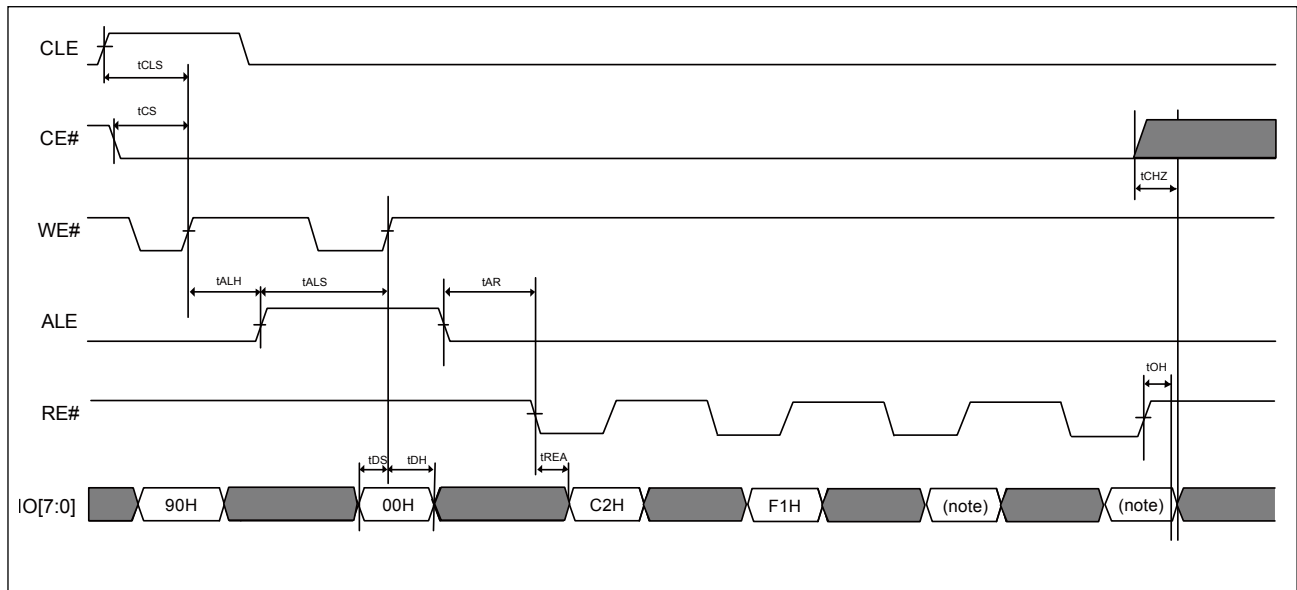 CLE
tCLS
CE#
tCS
tCHZ
WE#
tALH tALS tAR
ALE
tOH
RE#
tDS tDH tREA
IO[7:0] 90H 00H C2H F1H (note) (note)